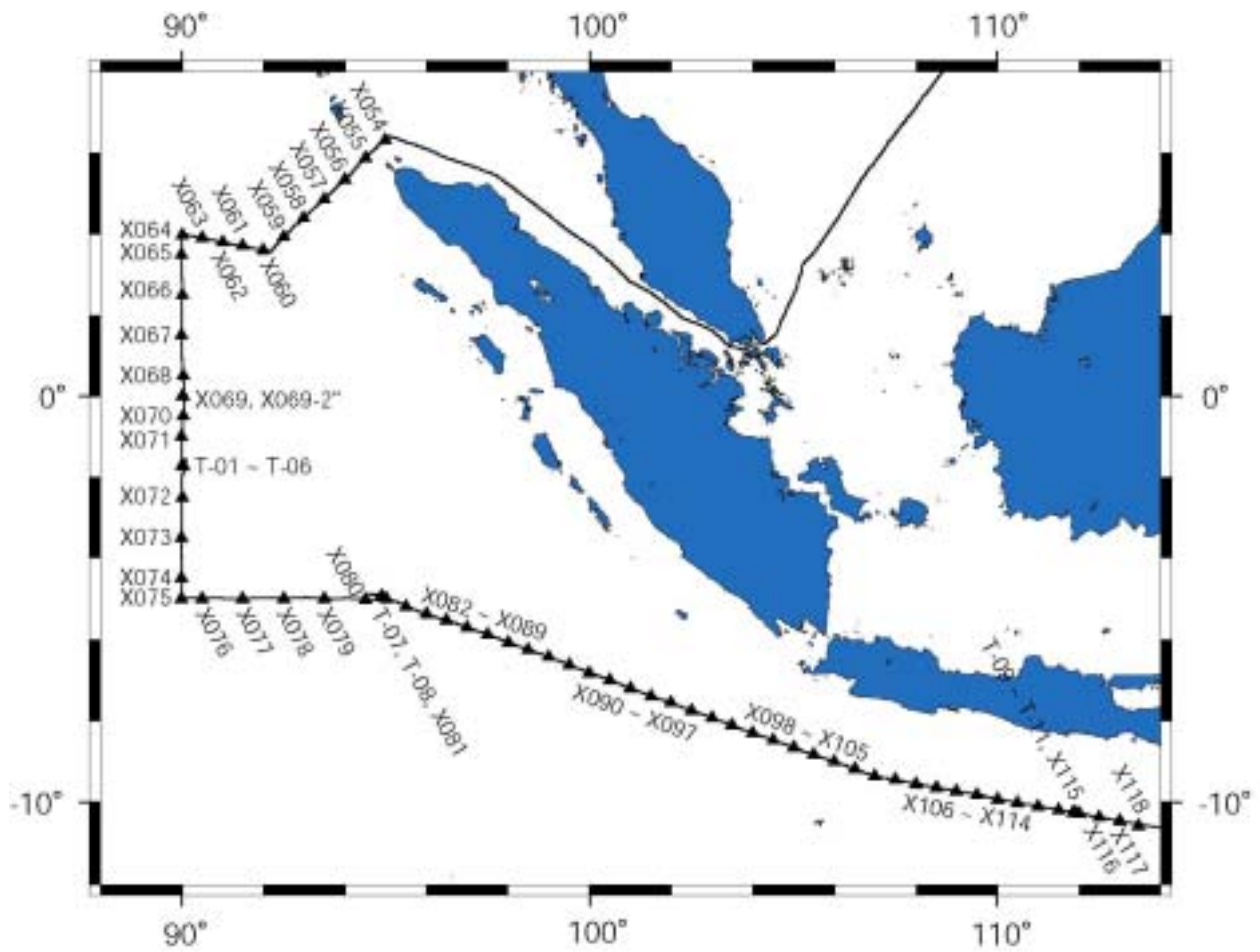 90°
100°
110°
X054
X055
X056
X057
X058
X059
X061
X063
X064
X065
X062
X060
X066
X067
X068
0°
0°
X069, X069-2"
X070
X071
T-01 ~ T-06
X072
X073
X074
X075
X076
X077
X078
X079
X080
T-07, T-08, X081
X082 ~ X089
X090 ~ X097
X098 ~ X105
T-09 ~ T-11, X115
X106 ~ X114
X118
X116
X117
-10°
-10°
90°
100°
110°